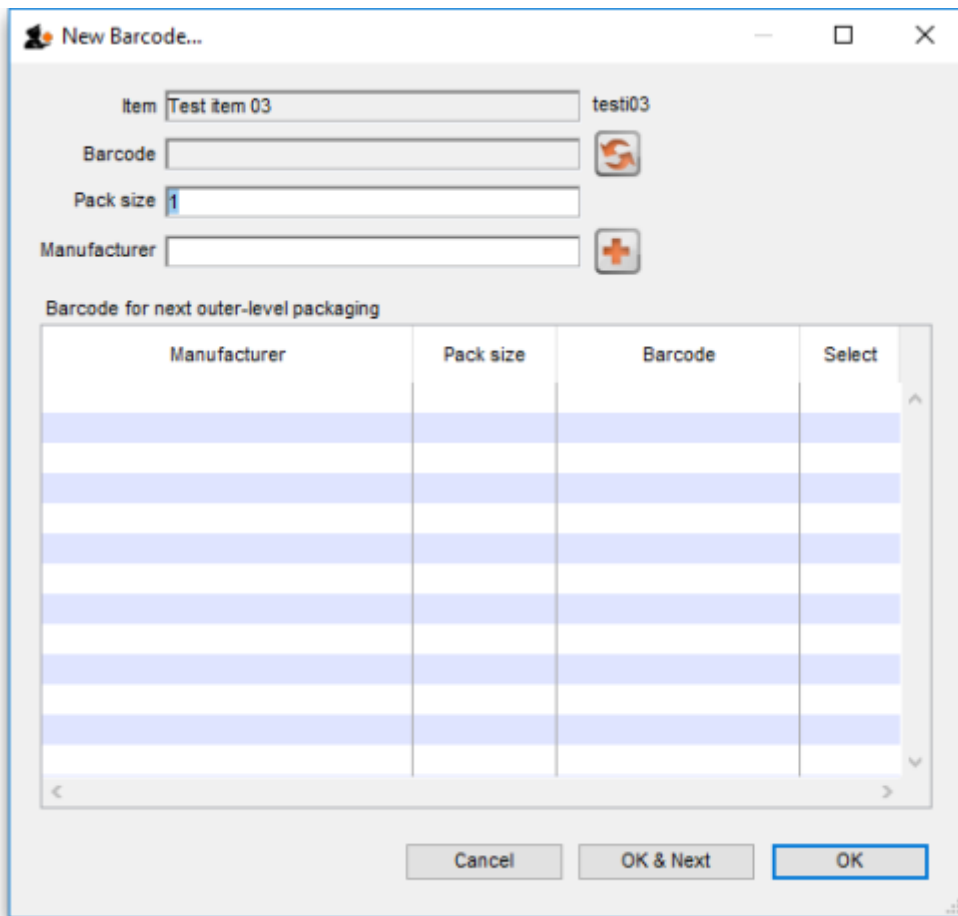 New Barcode...
Item Test item 03 testi03
Barcode
Pack size 1
Manufacturer
Barcode for next outer-level packaging
Manufacturer Pack size Barcode Select
Cancel OK & Next OK